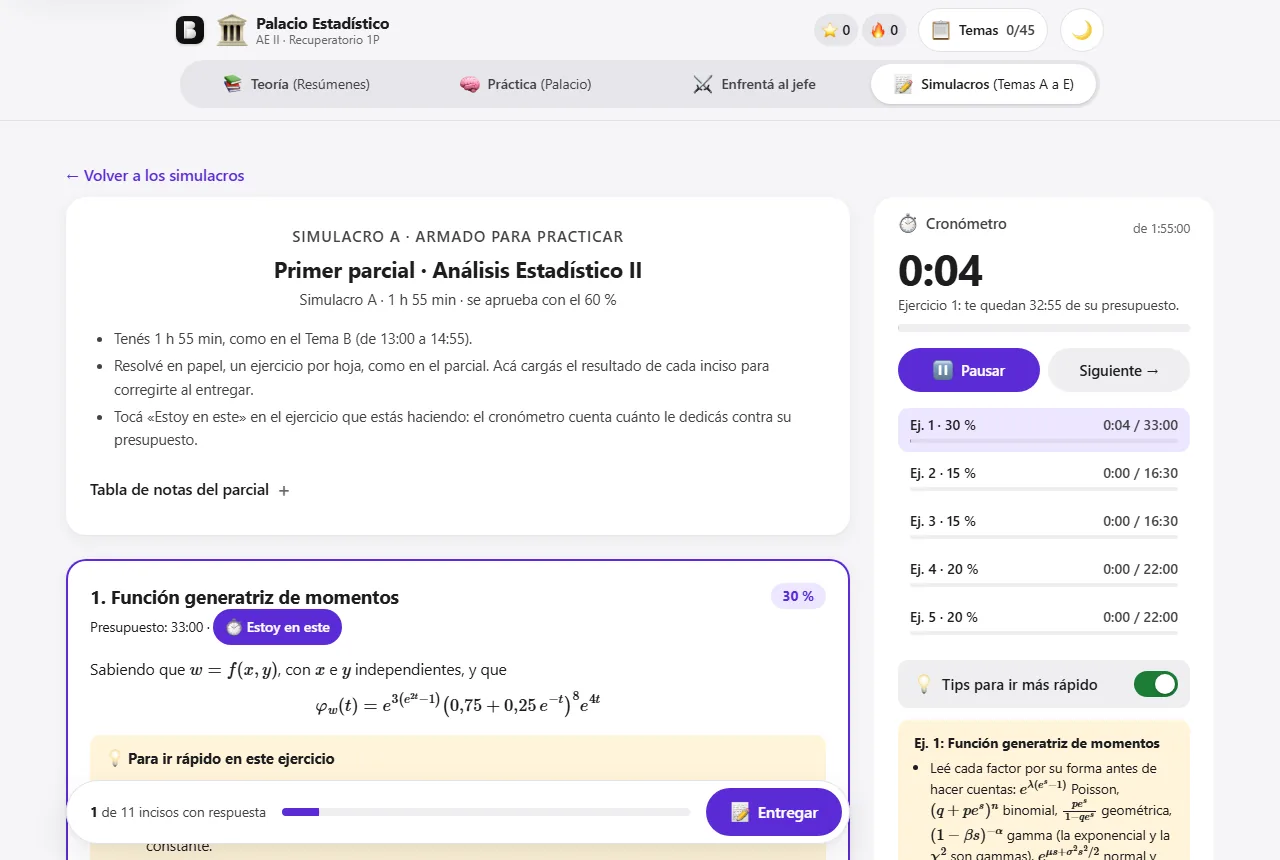 Palacio Estadístico
AE II · Recuperatorio 1P
⭐ 0
🔥 0
📋 Temas 0/45
📚 Teoría (Resúmenes)
🧠 Práctica (Palacio)
⚔ Enfrentá al jefe
📝 Simulacros (Temas A a E)
← Volver a los simulacros
SIMULACRO A · ARMADO PARA PRACTICAR
Primer parcial · Análisis Estadístico II
Simulacro A · 1 h 55 min · se aprueba con el 60 %
• Tenés 1 h 55 min, como en el Tema B (de 13:00 a 14:55).
• Resolvé en papel, un ejercicio por hoja, como en el parcial. Acá cargás el resultado de cada inciso para
corregirte al entregar.
• Tocá «Estoy en este» en el ejercicio que estás haciendo: el cronómetro cuenta cuánto le dedicás contra su
presupuesto.
Tabla de notas del parcial +
1. Función generatriz de momentos
30 %
Presupuesto: 33:00 · ⏱ Estoy en este
Sabiendo que w = f(x, y), con x e y independientes, y que
φ_w(t) = e^{3(e^{2t}−1)} (0,75 + 0,25 e^{−t})^8 e^{4t}
💡 Para ir rápido en este ejercicio
1 de 11 incisos con respuesta
📝 Entregar
constante.
⏱ Cronómetro
de 1:55:00
0:04
Ejercicio 1: te quedan 32:55 de su presupuesto.
⏸ Pausar
Siguiente →
Ej. 1 · 30 % 0:04 / 33:00
Ej. 2 · 15 % 0:00 / 16:30
Ej. 3 · 15 % 0:00 / 16:30
Ej. 4 · 20 % 0:00 / 22:00
Ej. 5 · 20 % 0:00 / 22:00
💡 Tips para ir más rápido
Ej. 1: Función generatriz de momentos
• Leé cada factor por su forma antes de
hacer cuentas: e^{λ(e^s−1)} Poisson,
(q + pe^s)^n binomial, pe^s/(1−qe^s) geométrica,
(1 − βs)^{−α} gamma (la exponencial y la
χ² son gammas), e^{μs+σ²s²/2} normal y